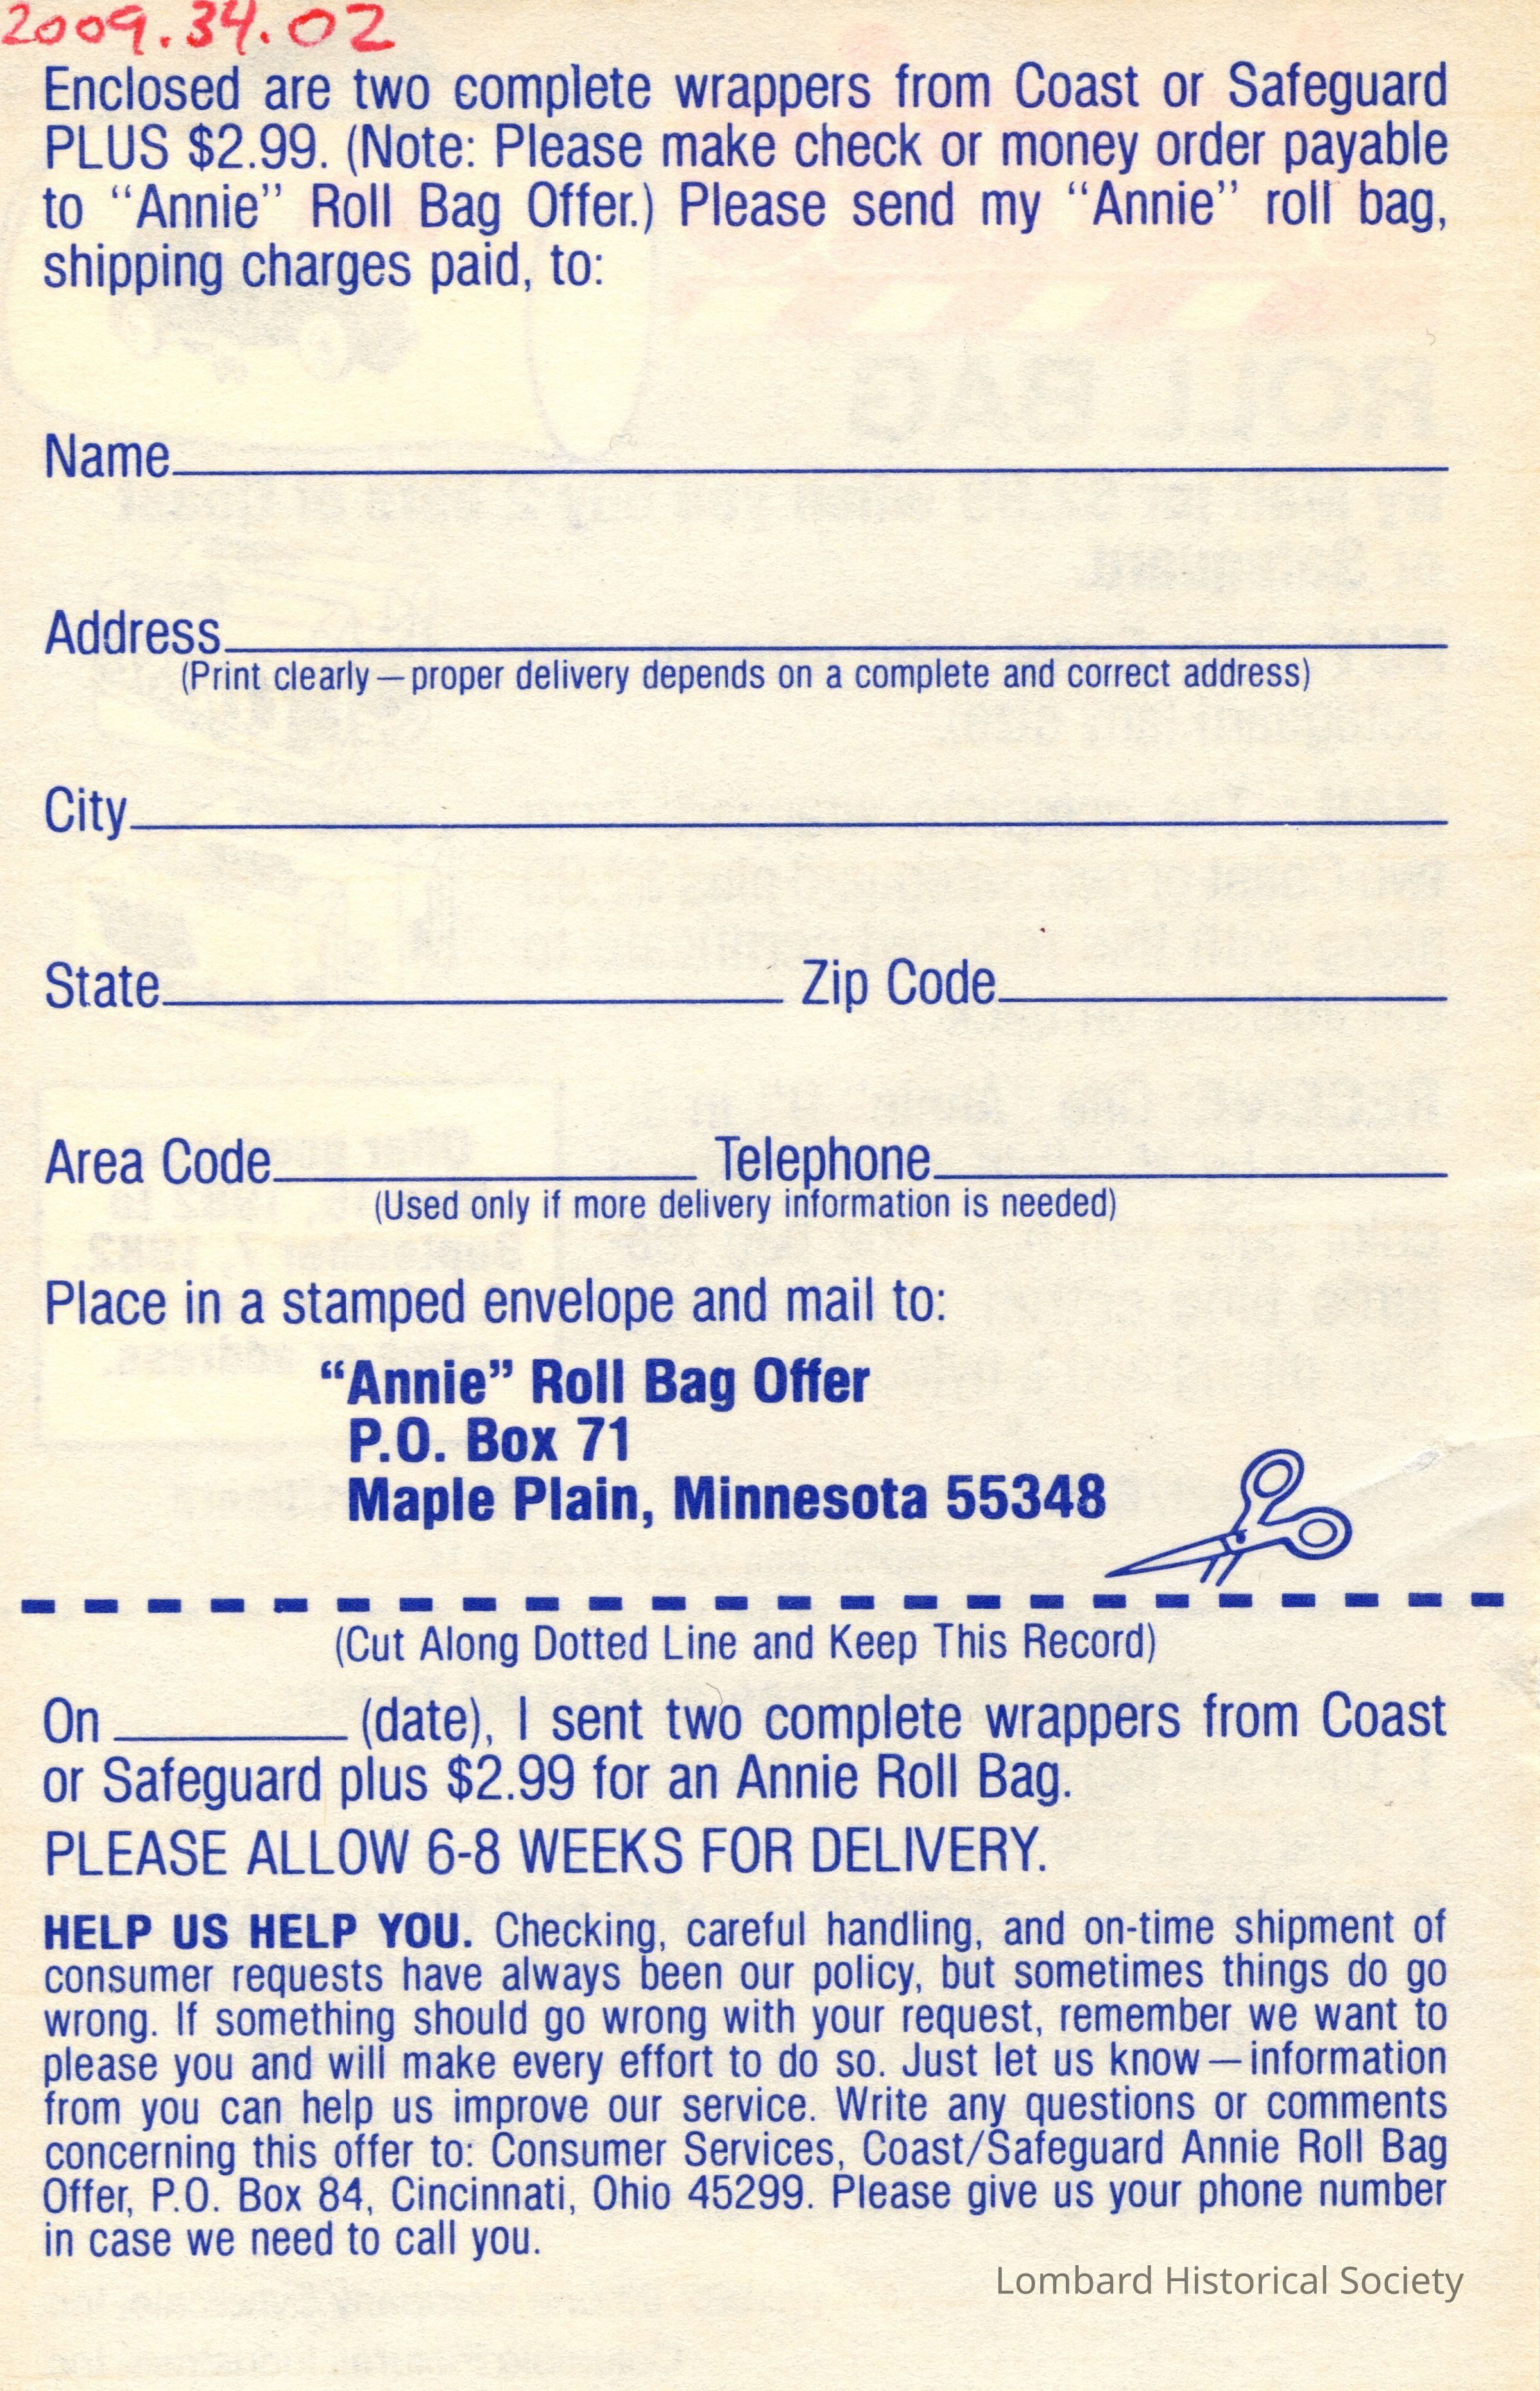 2009.34.02
Enclosed are two complete wrappers from Coast or Safeguard
PLUS $2.99. (Note: Please make check or money order payable
to “Annie” Roll Bag Offer.) Please send my “Annie” roll bag,
shipping charges paid, to:
Name
Address
(Print clearly—proper delivery depends on a complete and correct address)
City
State Zip Code
Area Code Telephone
(Used only if more delivery information is needed)
Place in a stamped envelope and mail to:
“Annie” Roll Bag Offer
P.O. Box 71
Maple Plain, Minnesota 55348
(Cut Along Dotted Line and Keep This Record)
On (date), I sent two complete wrappers from Coast
or Safeguard plus $2.99 for an Annie Roll Bag.
PLEASE ALLOW 6-8 WEEKS FOR DELIVERY.
HELP US HELP YOU. Checking, careful handling, and on-time shipment of
consumer requests have always been our policy, but sometimes things do go
wrong. If something should go wrong with your request, remember we want to
please you and will make every effort to do so. Just let us know—information
from you can help us improve our service. Write any questions or comments
concerning this offer to: Consumer Services, Coast/Safeguard Annie Roll Bag
Offer, P.O. Box 84, Cincinnati, Ohio 45299. Please give us your phone number
in case we need to call you.
Lombard Historical Society